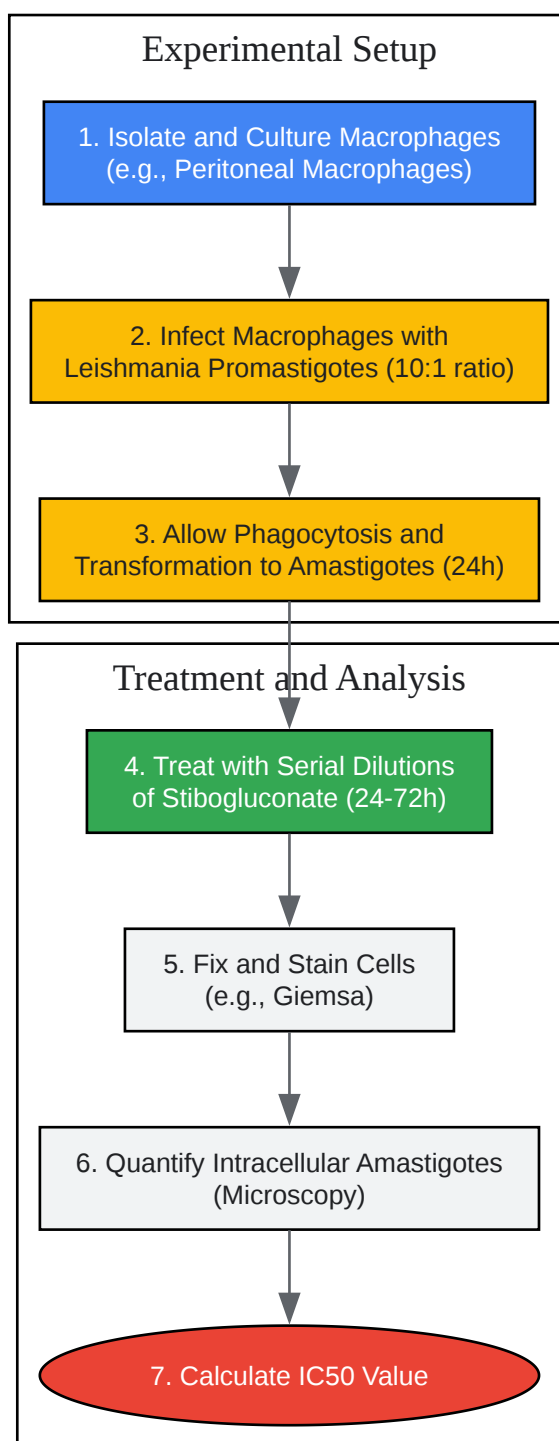 Experimental Setup
1. Isolate and Culture Macrophages
(e.g., Peritoneal Macrophages)
2. Infect Macrophages with
Leishmania Promastigotes (10:1 ratio)
3. Allow Phagocytosis and
Transformation to Amastigotes (24h)
Treatment and Analysis
4. Treat with Serial Dilutions
of Stibogluconate (24-72h)
5. Fix and Stain Cells
(e.g., Giemsa)
6. Quantify Intracellular Amastigotes
(Microscopy)
7. Calculate IC50 Value